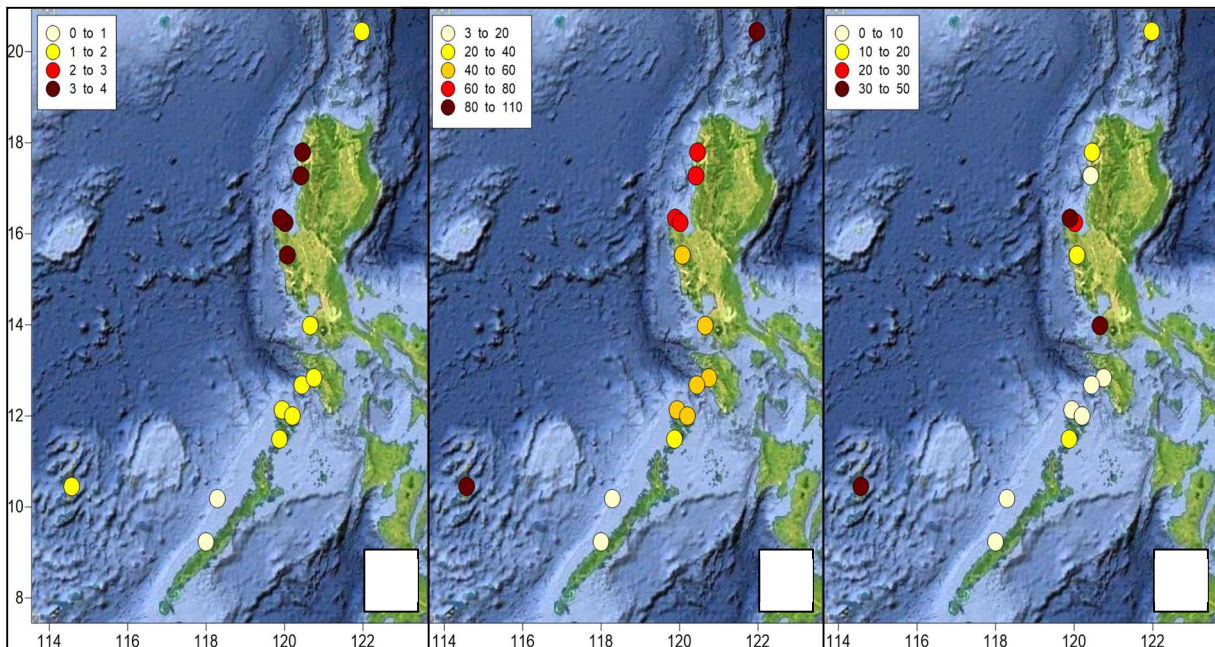 0 to 1
1 to 2
2 to 3
3 to 4
3 to 20
20 to 40
40 to 60
60 to 80
80 to 110
0 to 10
10 to 20
20 to 30
30 to 50
20
18
16
14
12
10
8
114 116 118 120 122
114 116 118 120 122
114 116 118 120 122